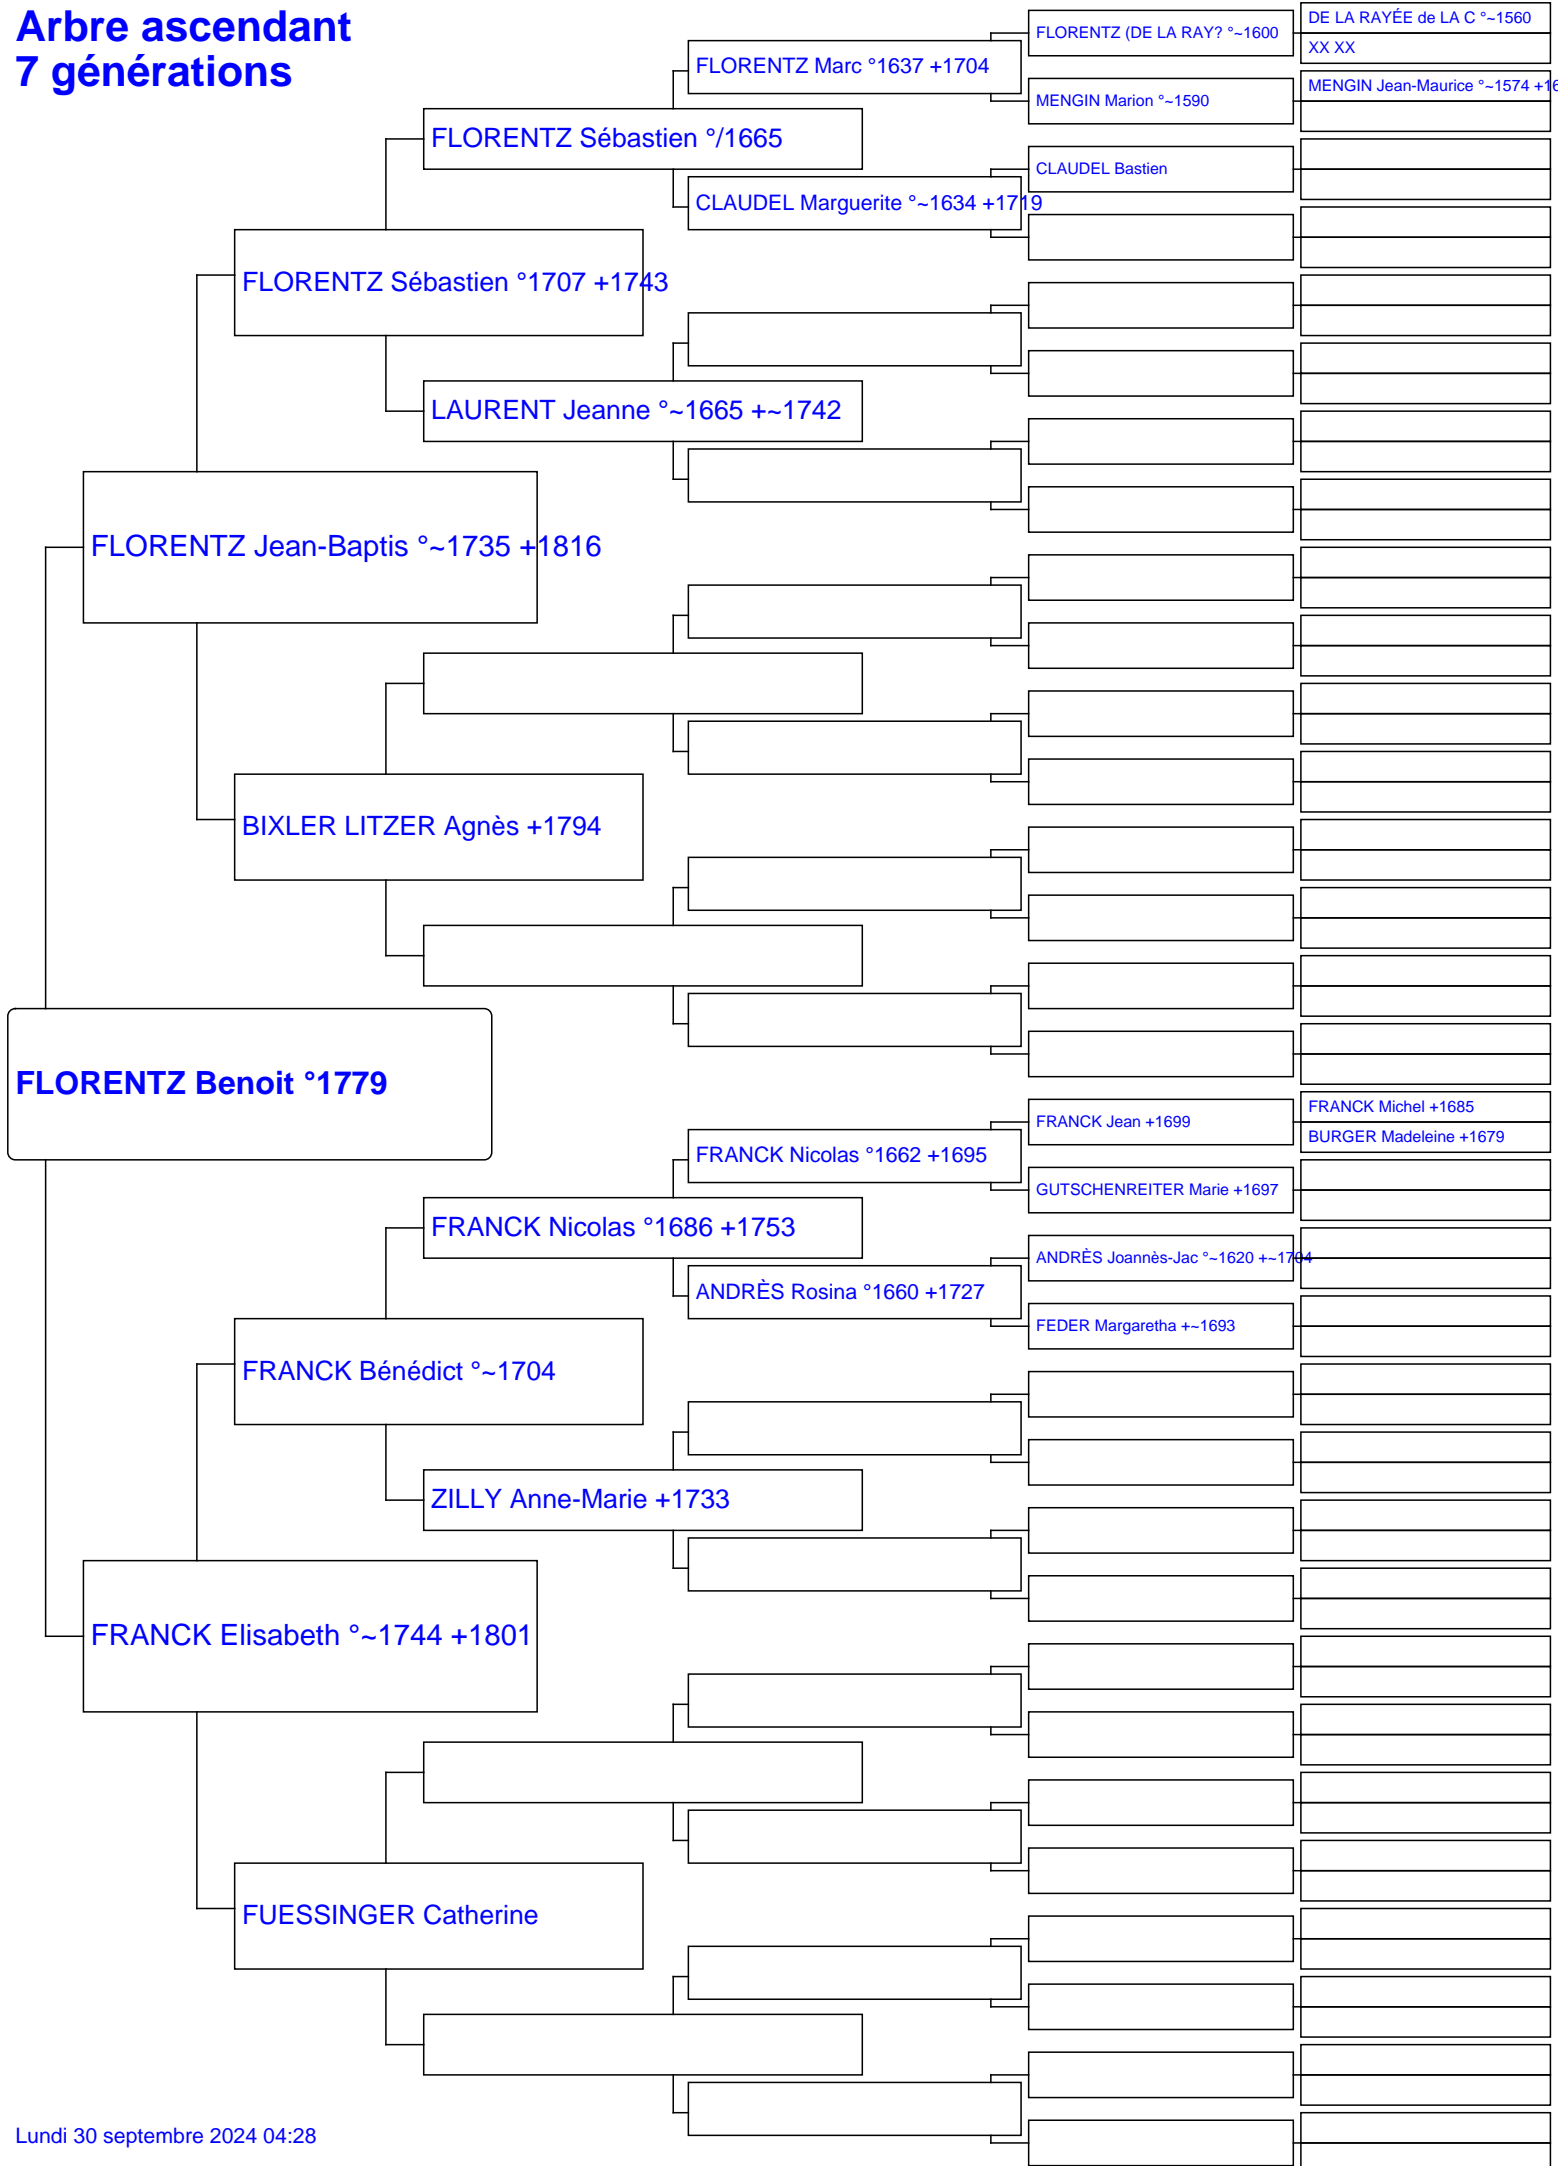 Arbre ascendant
7 générations
DE LA RAYÉE de LA C °~1560
XX XX
FLORENTZ (DE LA RAY? °~1600
FLORENTZ Marc °1637 +1704
MENGIN Jean-Maurice °~1574 +16
MENGIN Marion °~1590
FLORENTZ Sébastien °/1665
CLAUDEL Bastien
CLAUDEL Marguerite °~1634 +1719
FLORENTZ Sébastien °1707 +1743
LAURENT Jeanne °~1665 +~1742
FLORENTZ Jean-Baptis °~1735 +1816
BIXLER LITZER Agnès +1794
FLORENTZ Benoit °1779
FRANCK Michel +1685
BURGER Madeleine +1679
FRANCK Jean +1699
FRANCK Nicolas °1662 +1695
GUTSCHENREITER Marie +1697
FRANCK Nicolas °1686 +1753
ANDRÈS Joannès-Jac °~1620 +~1704
ANDRÈS Rosina °1660 +1727
FEDER Margaretha +~1693
FRANCK Bénédict °~1704
ZILLY Anne-Marie +1733
FRANCK Elisabeth °~1744 +1801
FUESSINGER Catherine
Lundi 30 septembre 2024 04:28